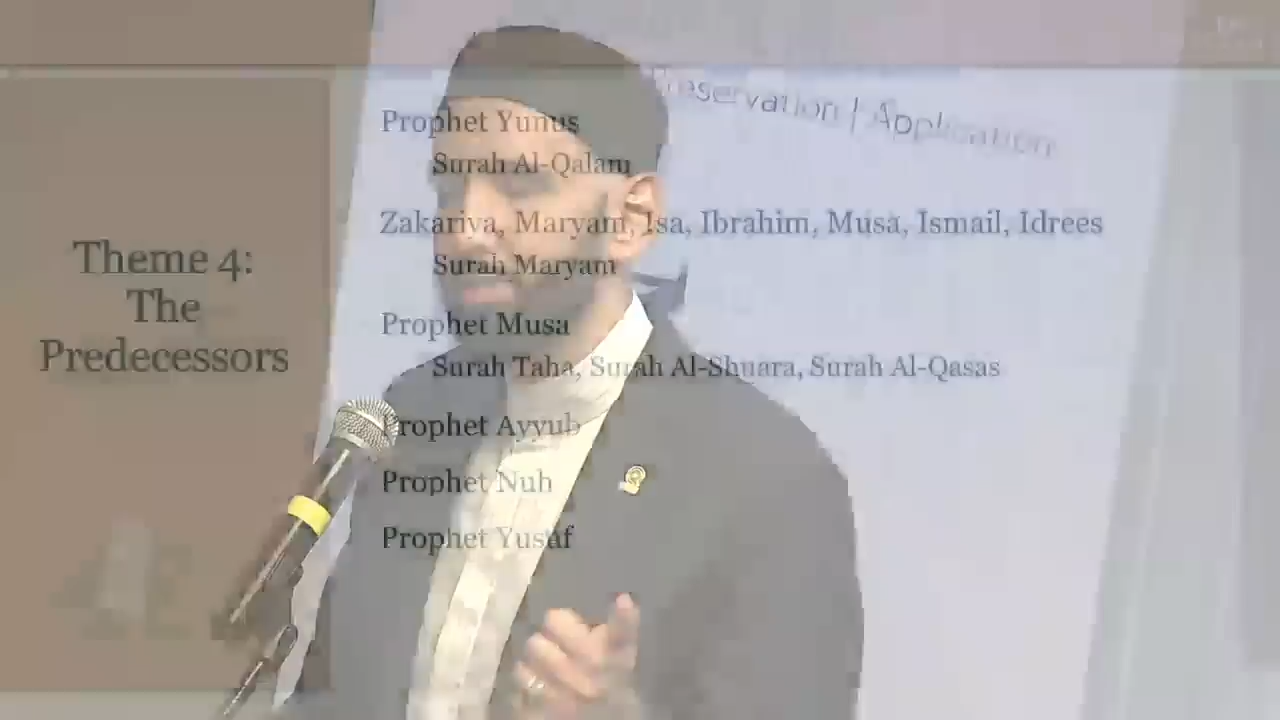 Preservation | Application
Theme 4:
The
Predecessors
Prophet Yunus
Surah Al-Qalam
Zakariya, Maryam, Isa, Ibrahim, Musa, Ismail, Idrees
Surah Maryam
Prophet Musa
Surah Taha, Surah Al-Shuara, Surah Al-Qasas
Prophet Ayyub
Prophet Nuh
Prophet Yusuf